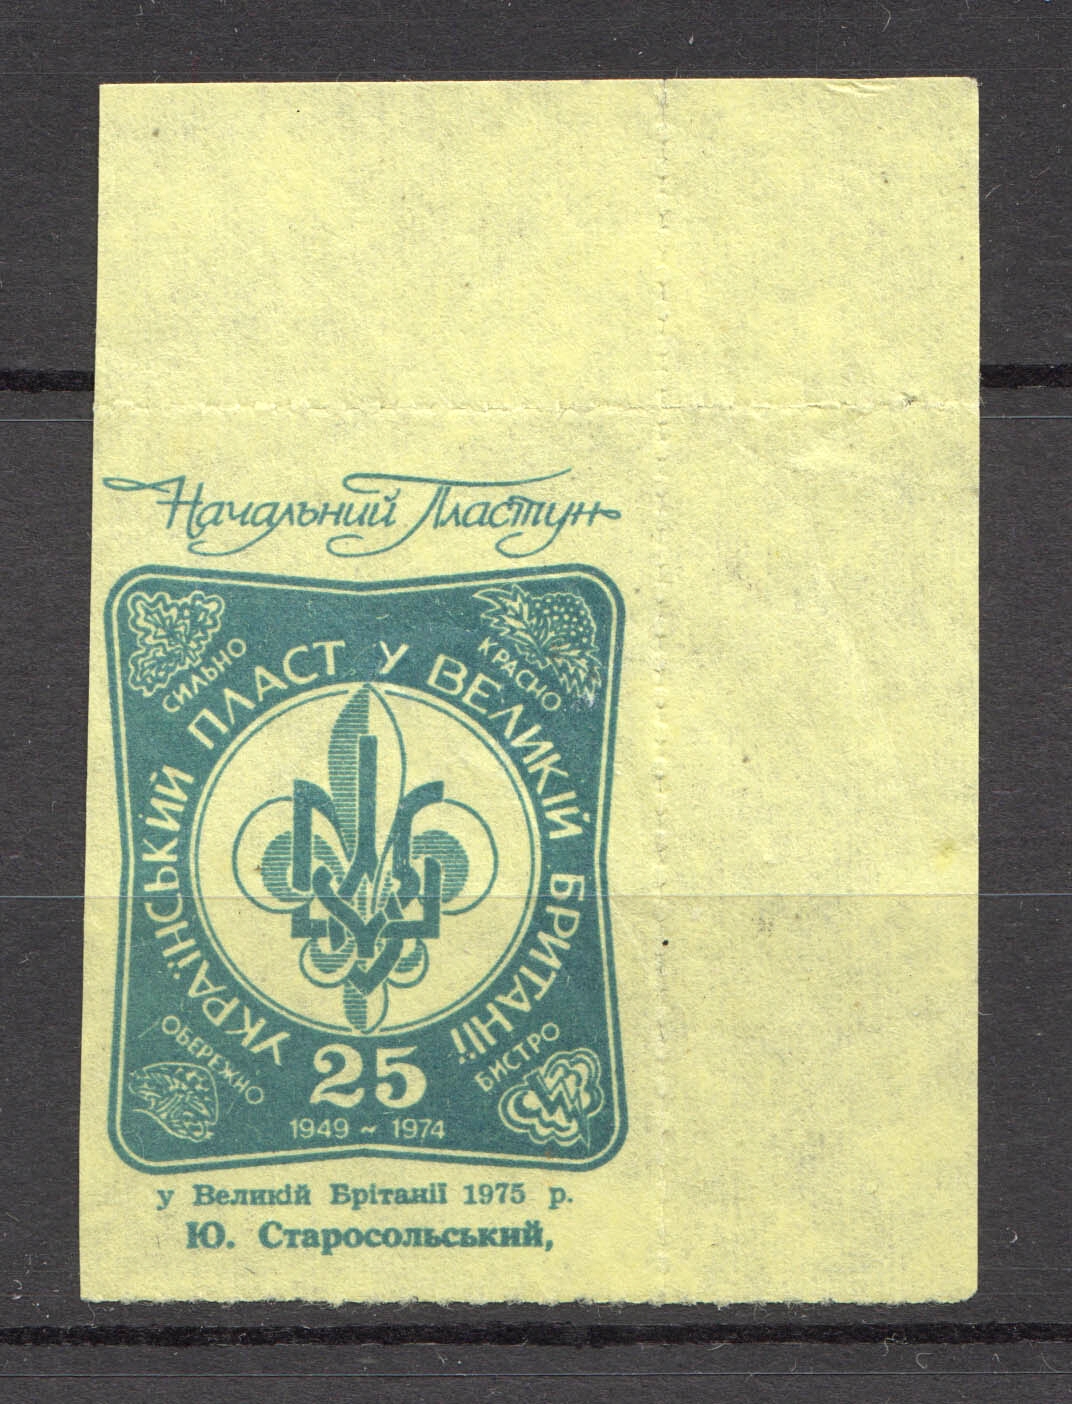 Начальний Пластун
СИЛЬНО
КРАСНО
УКРАЇНСЬКИЙ ПЛАСТ У ВЕЛИКІЙ БРИТАНІЇ
ОБЕРЕЖНО
БИСТРО
25
1949 ~ 1974
у Великій Брітанії 1975 р.
Ю. Старосольський,